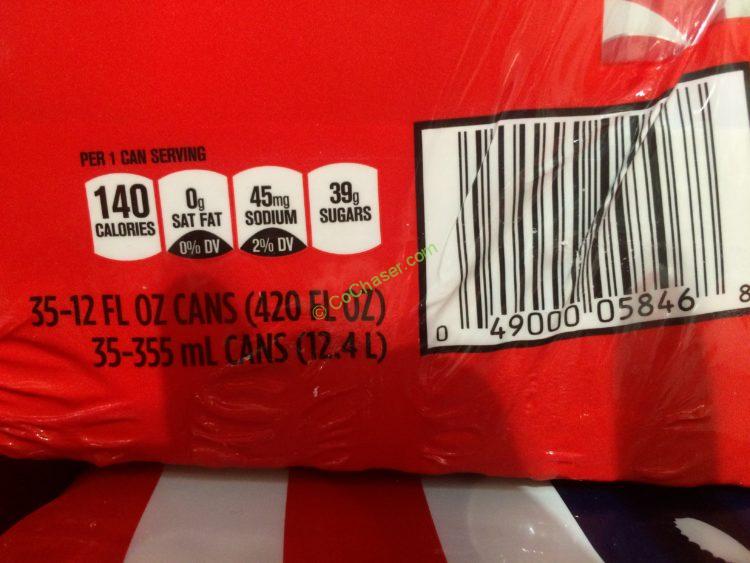 PER 1 CAN SERVING
140
CALORIES
0g
SAT FAT
0% DV
45mg
SODIUM
2% DV
39g
SUGARS
35-12 FL OZ CANS (420 FL OZ)
35-355 mL CANS (12.4 L)
© CoChaser.com
0 49000 05846 8